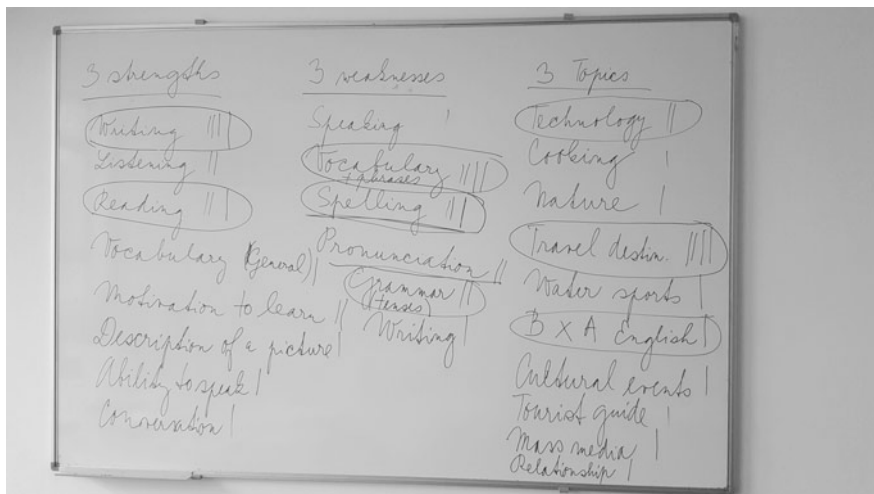 3 strengths
Writing ||||
Listening ||
Reading |||
Vocabulary (General) |
Motivation to learn ||
Description of a picture |
Ability to speak |
Conversation |
3 weaknesses
Speaking |
Vocabulary ||||
+ phrases
Spelling |||
Pronunciation ||
Grammar ||
(tenses)
Writing |
3 Topics
Technology ||
Cooking |
Nature |
Travel destin. ||||
Water sports |
B X A English |
Cultural events |
Tourist guide |
Mass media |
Relationship |